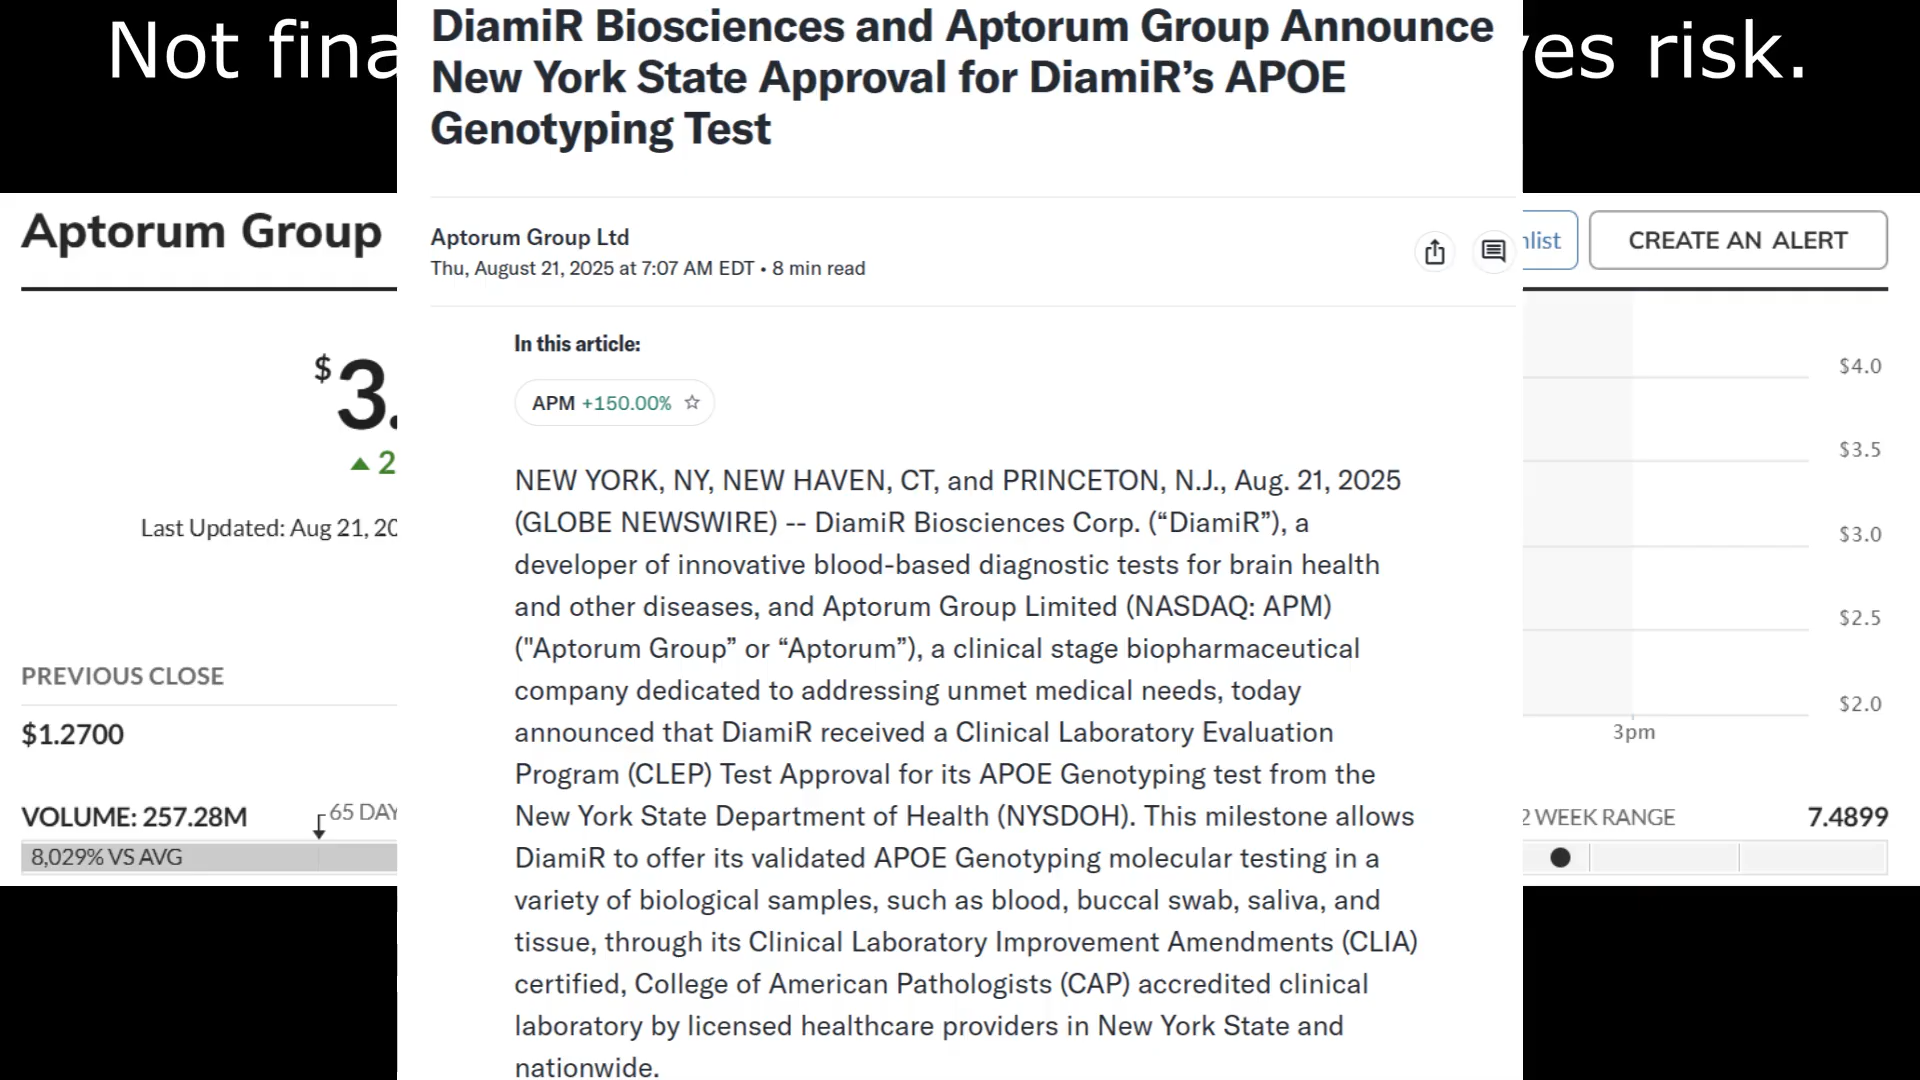 Not fina
ves risk.
DiamiR Biosciences and Aptorum Group Announce
New York State Approval for DiamiR’s APOE
Genotyping Test
Aptorum Group Ltd
Thu, August 21, 2025 at 7:07 AM EDT • 8 min read
In this article:
APM +150.00%
NEW YORK, NY, NEW HAVEN, CT, and PRINCETON, N.J., Aug. 21, 2025
(GLOBE NEWSWIRE) -- DiamiR Biosciences Corp. (“DiamiR”), a
developer of innovative blood-based diagnostic tests for brain health
and other diseases, and Aptorum Group Limited (NASDAQ: APM)
("Aptorum Group” or “Aptorum”), a clinical stage biopharmaceutical
company dedicated to addressing unmet medical needs, today
announced that DiamiR received a Clinical Laboratory Evaluation
Program (CLEP) Test Approval for its APOE Genotyping test from the
New York State Department of Health (NYSDOH). This milestone allows
DiamiR to offer its validated APOE Genotyping molecular testing in a
variety of biological samples, such as blood, buccal swab, saliva, and
tissue, through its Clinical Laboratory Improvement Amendments (CLIA)
certified, College of American Pathologists (CAP) accredited clinical
laboratory by licensed healthcare providers in New York State and
nationwide.
Aptorum Group
$3.
2
Last Updated: Aug 21, 20
PREVIOUS CLOSE
$1.2700
VOLUME: 257.28M
65 DAY
8,029% VS AVG
hlist
CREATE AN ALERT
$4.0
$3.5
$3.0
$2.5
$2.0
3pm
2 WEEK RANGE
7.4899